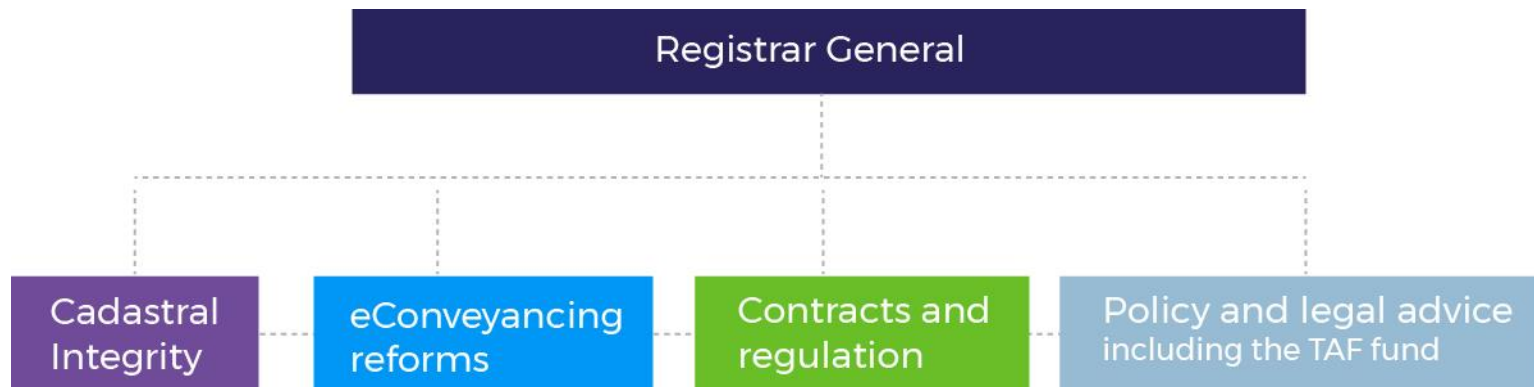 Registrar General
Cadastral
Integrity
eConveyancing
reforms
Contracts and
regulation
Policy and legal advice
including the TAF fund